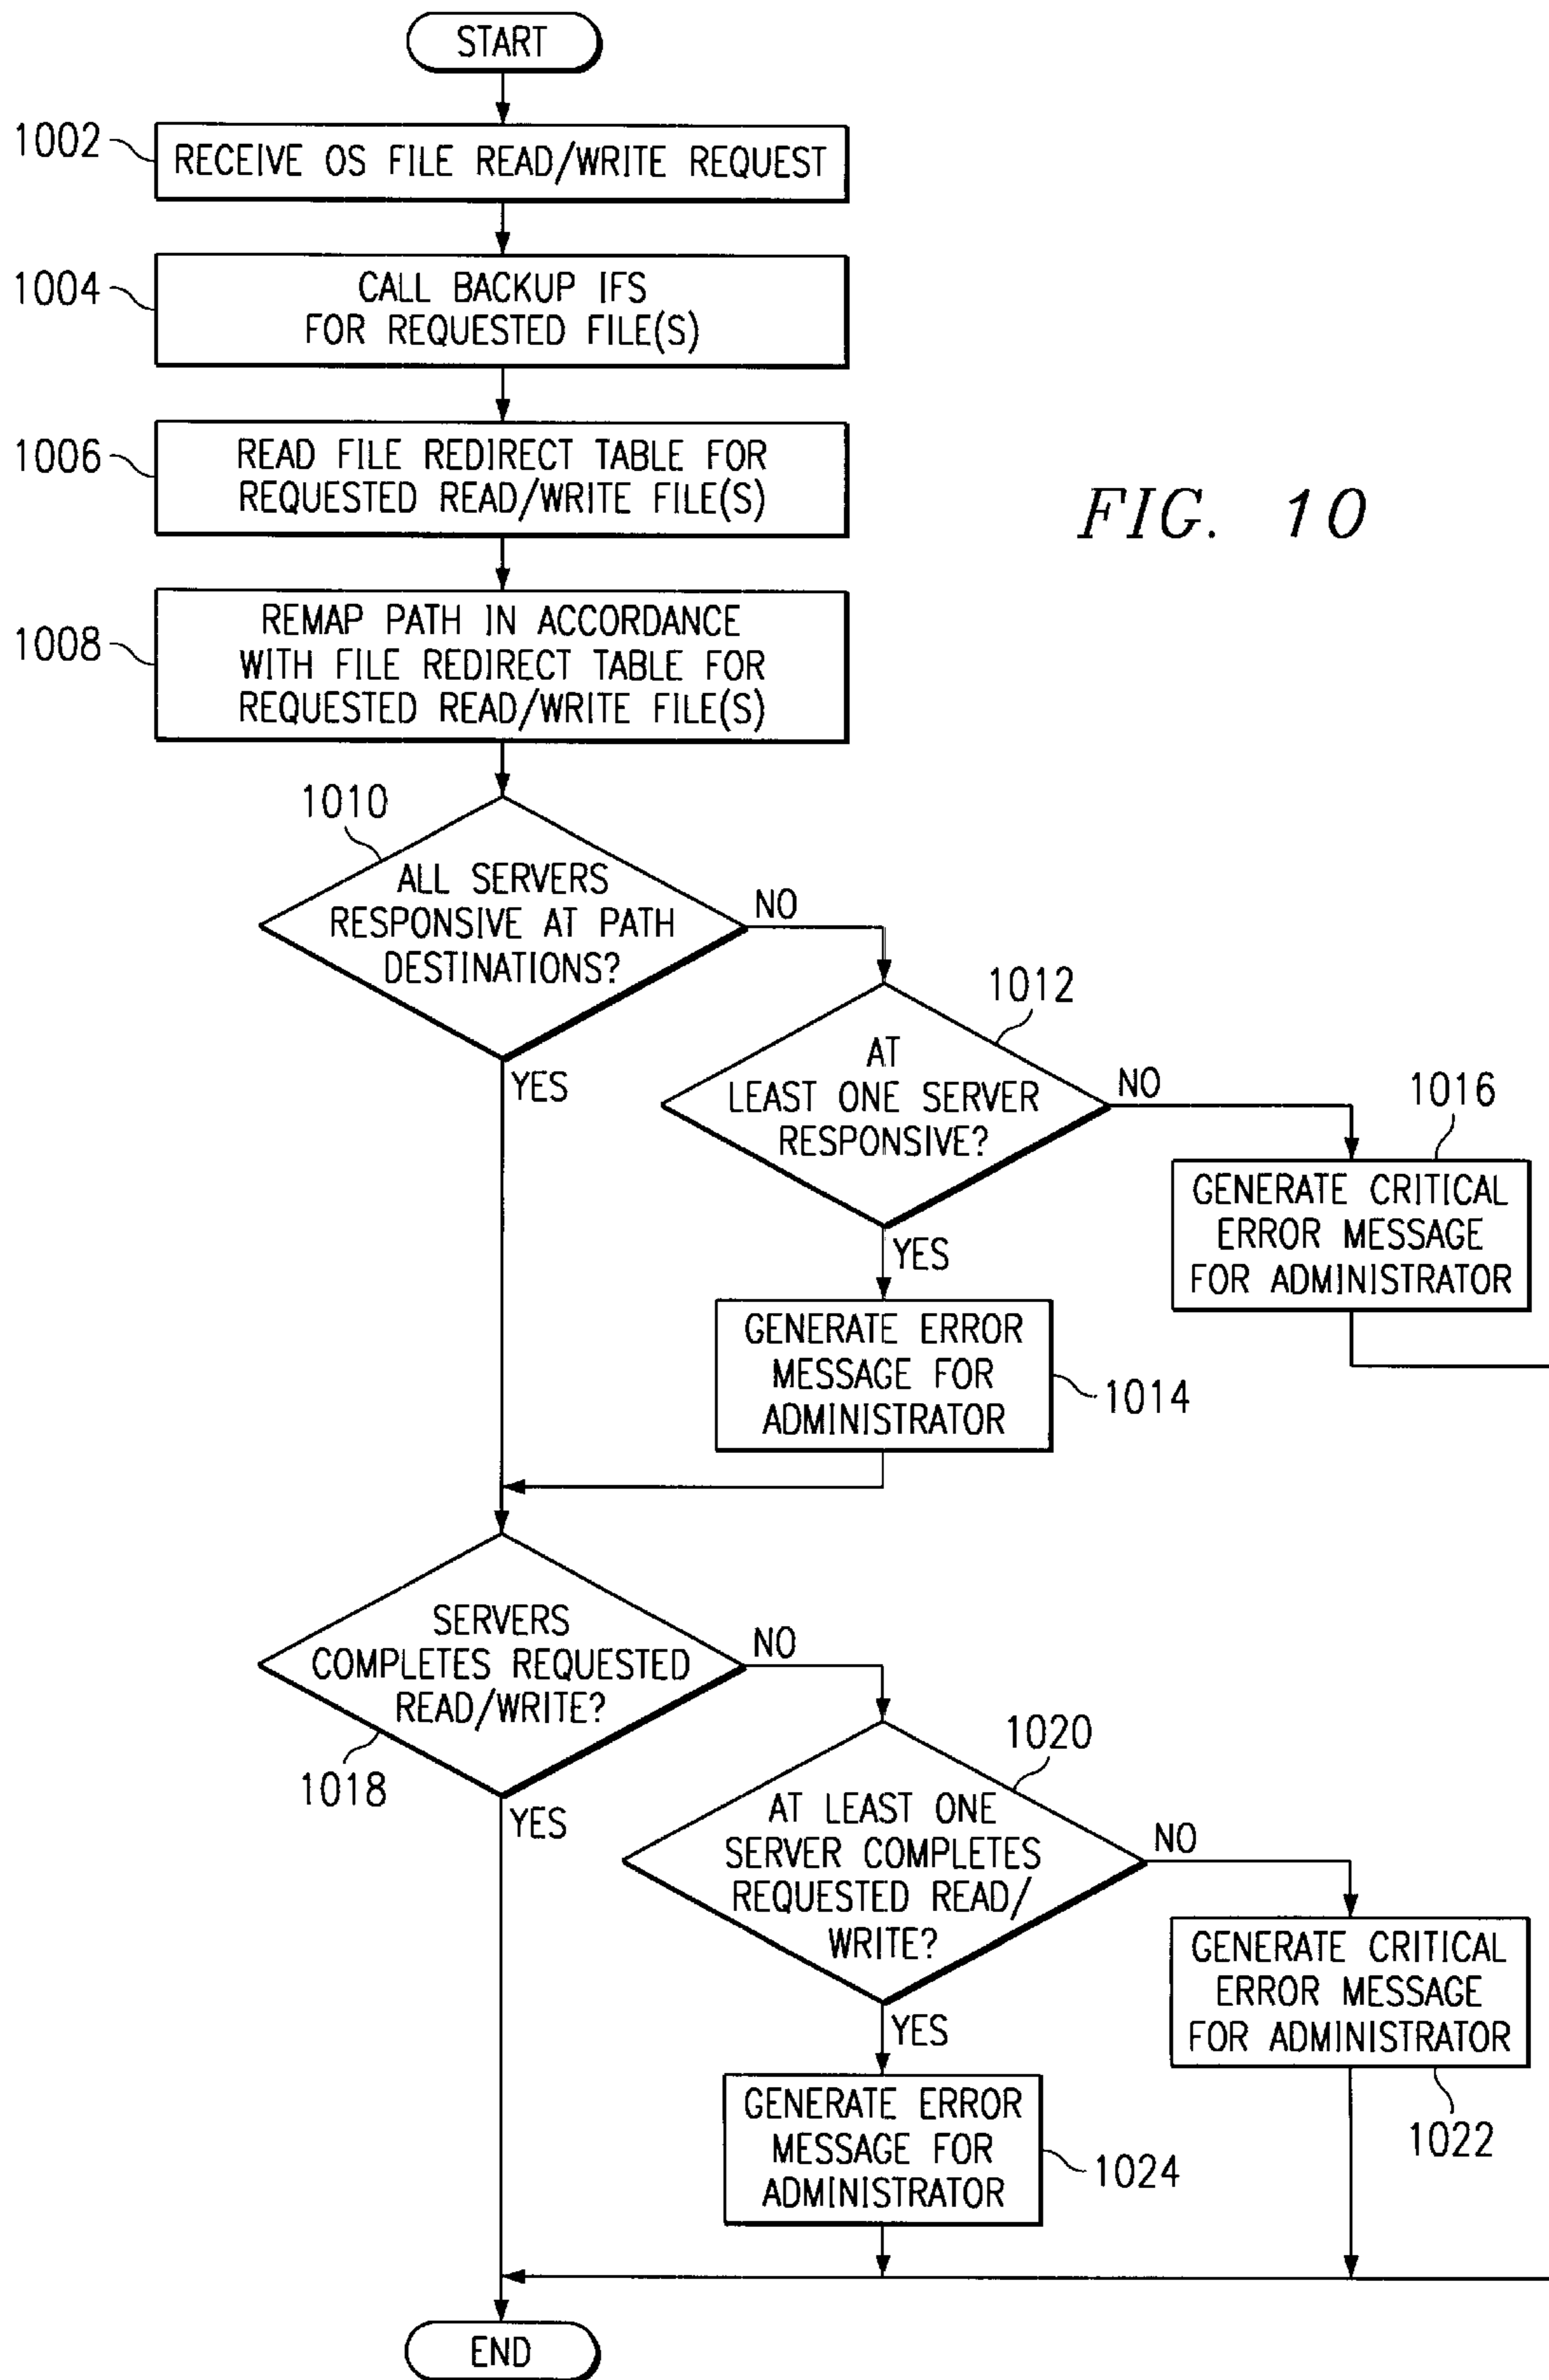 START
1002
RECEIVE OS FILE READ/WRITE REQUEST
1004
CALL BACKUP IFS
FOR REQUESTED FILE(S)
1006
READ FILE REDIRECT TABLE FOR
REQUESTED READ/WRITE FILE(S)
FIG. 10
1008
REMAP PATH IN ACCORDANCE
WITH FILE REDIRECT TABLE FOR
REQUESTED READ/WRITE FILE(S)
1010
ALL SERVERS
RESPONSIVE AT PATH
DESTINATIONS?
NO
YES
1012
AT
LEAST ONE SERVER
RESPONSIVE?
NO
YES
1016
GENERATE CRITICAL
ERROR MESSAGE
FOR ADMINISTRATOR
GENERATE ERROR
MESSAGE FOR
ADMINISTRATOR
1014
SERVERS
COMPLETES REQUESTED
READ/WRITE?
1018
NO
YES
1020
AT LEAST ONE
SERVER COMPLETES
REQUESTED READ/
WRITE?
NO
YES
GENERATE CRITICAL
ERROR MESSAGE
FOR ADMINISTRATOR
1022
GENERATE ERROR
MESSAGE FOR
ADMINISTRATOR
1024
END